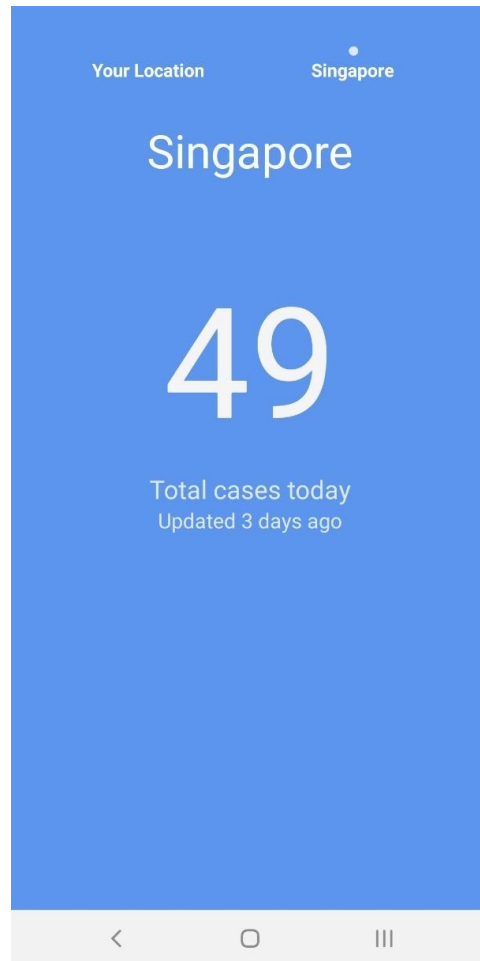 Your Location Singapore
Singapore
49
Total cases today
Updated 3 days ago